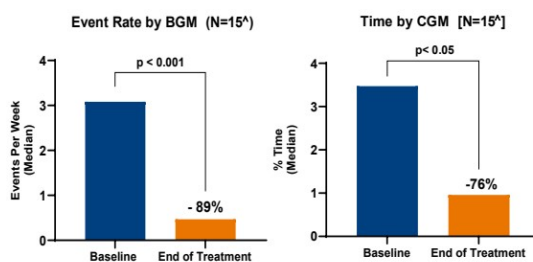 Event Rate by BGM (N=15^)
p < 0.001
Events Per Week
(Median)
4
3
2
1
0
- 89%
Baseline
End of Treatment
Time by CGM [N=15^]
p< 0.05
% Time
(Median)
4
3
2
1
0
-76%
Baseline
End of Treatment